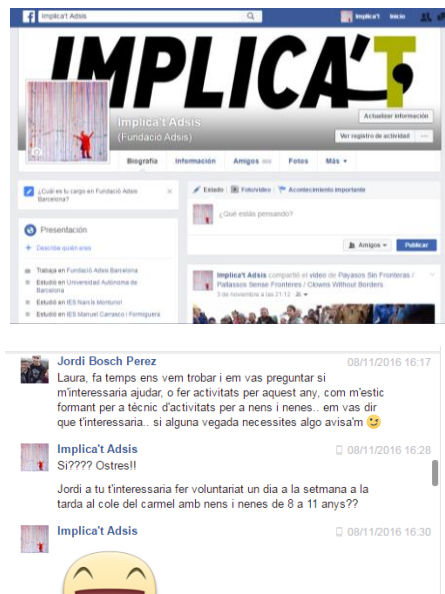 Implica't Adsis
Implica't Inicio
IMPLICA'T
Implica't Adsis
(Fundació Adsis)
Actualizar información
Ver registro de actividad ...
Biografía Información Amigos Fotos Más
¿Cuál es tu cargo en Fundació Adsis
Barcelona?
Estado Foto/vídeo Acontecimiento importante
¿Qué estás pensando?
Amigos Publicar
Presentación
Describe quién eres
Trabaja en Fundació Adsis Barcelona
Estudió en Universidad Autónoma de
Barcelona
Estudió en IES Narcís Monturiol
Estudió en IES Manuel Carrasco i Formiguera
Implica't Adsis compartió el vídeo de Payasos Sin Fronteras /
Pallassos Sense Fronteres / Clowns Without Borders.
3 de noviembre a las 21:12
Jordi Bosch Perez 08/11/2016 16:17
Laura, fa temps ens vem trobar i em vas preguntar si
m'interessaria ajudar, o fer activitats per aquest any, com m'estic
formant per a tècnic d'activitats per a nens i nenes.. em vas dir
que t'interessaria.. si alguna vegada necessites algo avisa'm
Implica't Adsis 08/11/2016 16:28
Si???? Ostres!!
Jordi a tu t'interessaria fer voluntariat un dia a la setmana a la
tarda al cole del carmel amb nens i nenes de 8 a 11 anys??
Implica't Adsis 08/11/2016 16:30